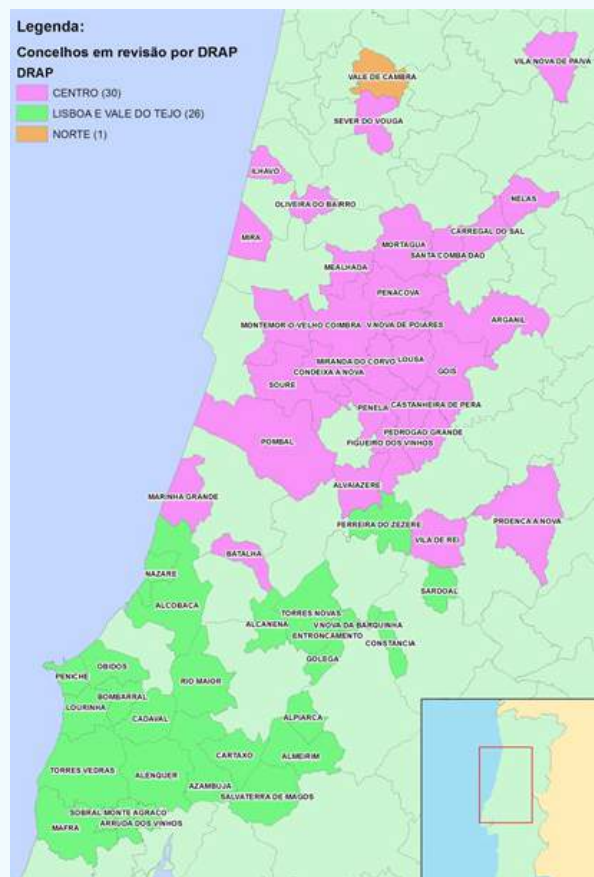 Legenda:
Concelhos em revisão por DRAP
DRAP
CENTRO (30)
LISBOA E VALE DO TEJO (26)
NORTE (1)
VALE DE CAMBRA
VILA NOVA DE PAIVA
SEVER DO VOUGA
ILHAVO
OLIVEIRA DO BAIRRO
NELAS
MIRA
CARREGAL DO SAL
MORTAGUA
SANTA COMBA DAO
MEALHADA
PENACOVA
MONTEMOR-O-VELHO
COIMBRA
V.NOVA DE POIARES
ARGANIL
MIRANDA DO CORVO
LOUSA
CONDEIXA A NOVA
GOIS
SOURE
PENELA
CASTANHEIRA DE PERA
PEDROGAO GRANDE
POMBAL
FIGUEIRO DOS VINHOS
ALVAIAZERE
MARINHA GRANDE
FERREIRA DO ZEZERE
VILA DE REI
PROENCA A NOVA
BATALHA
NAZARE
SARDOAL
ALCOBACA
TORRES NOVAS
ALCANENA
V.NOVA DA BARQUINHA
ENTRONCAMENTO
CONSTANCIA
GOLEGA
OBIDOS
PENICHE
RIO MAIOR
BOMBARRAL
LOURINHA
CADAVAL
ALPIARCA
CARTAXO
ALMEIRIM
TORRES VEDRAS
ALENQUER
AZAMBUJA
SALVATERRA DE MAGOS
SOBRAL MONTE AGRACO
ARRUDA DOS VINHOS
MAFRA